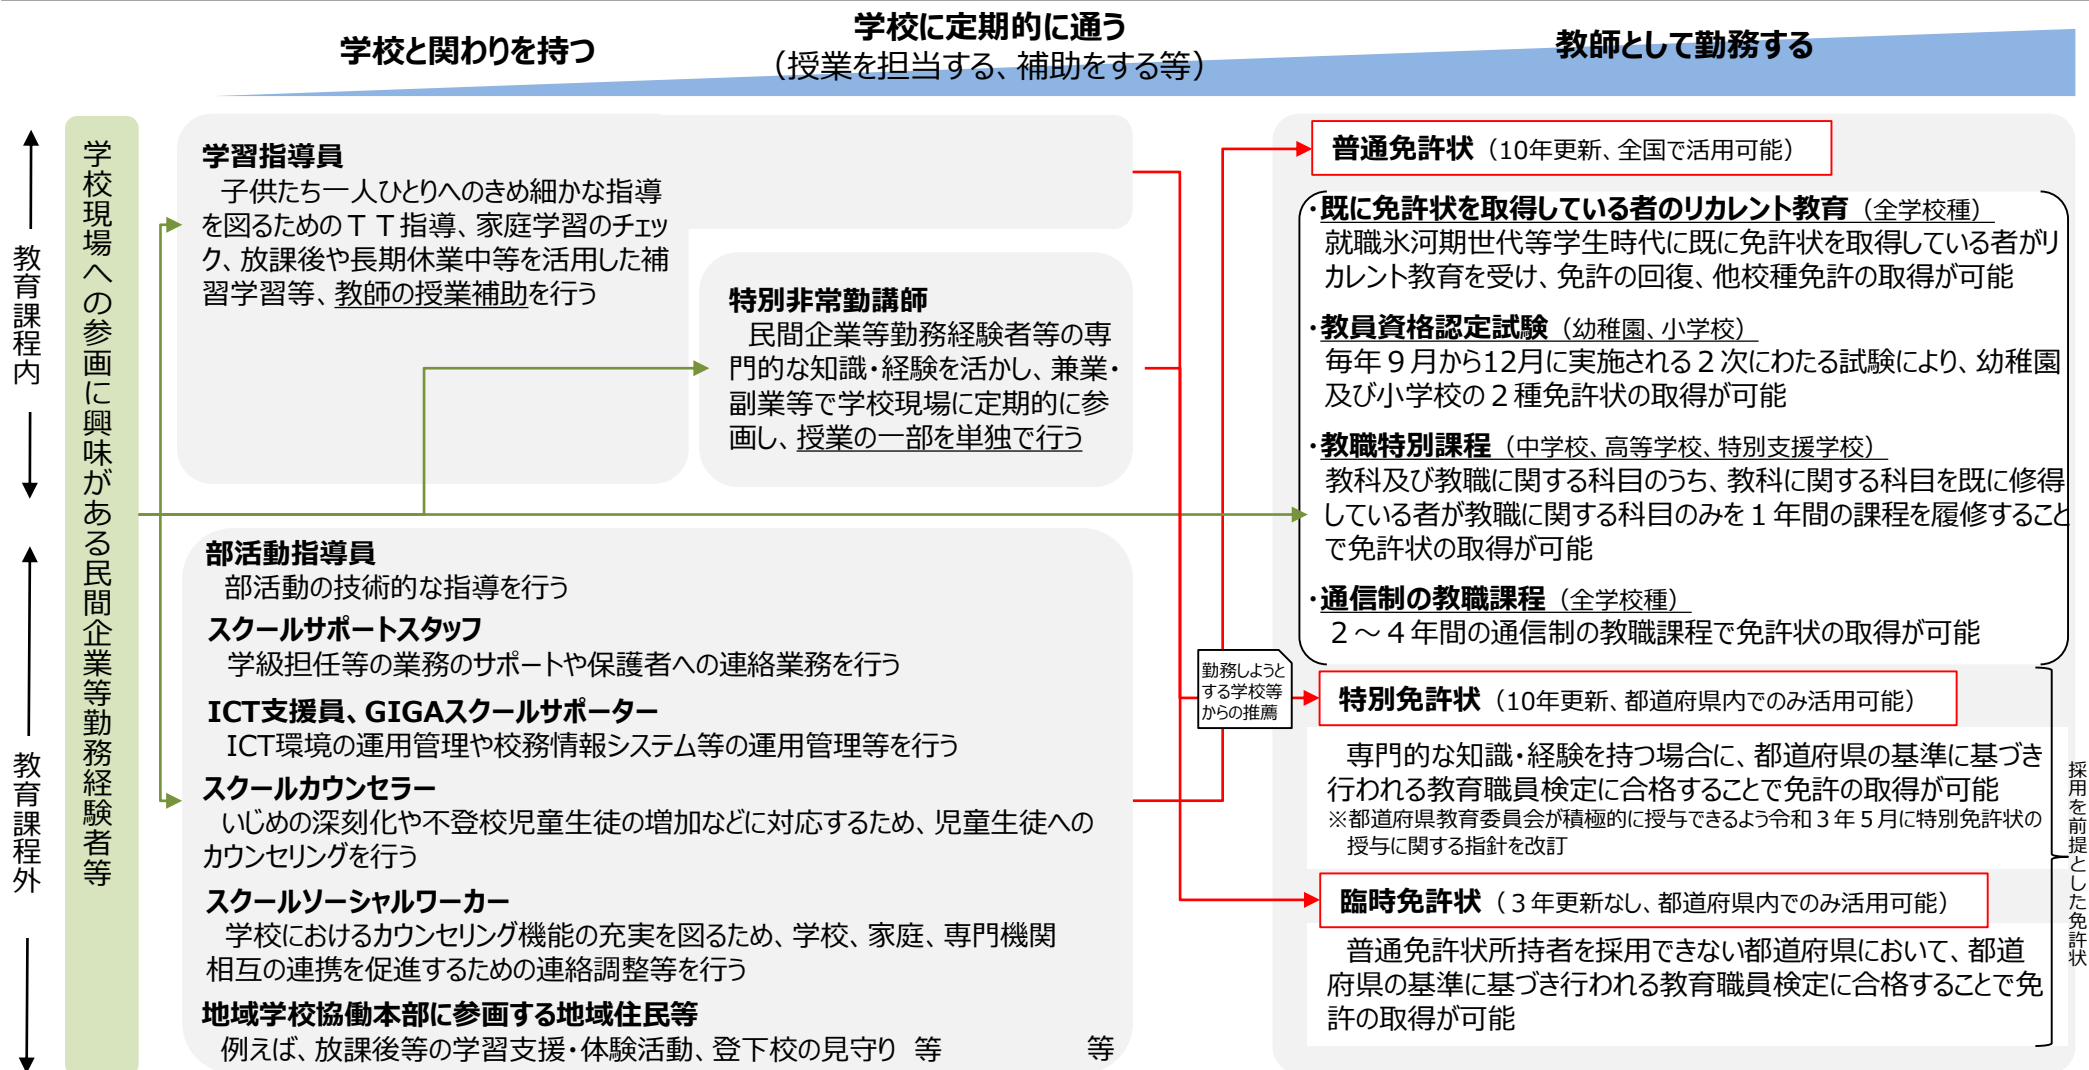 学校と関わりを持つ
学校に定期的に通う
（授業を担当する、補助をする等）
教師として勤務する
教育課程内
教育課程外
学校現場への参画に興味がある民間企業等勤務経験者等
学習指導員
子供たち一人ひとりへのきめ細かな指導
を図るためのＴＴ指導、家庭学習のチェッ
ク、放課後や長期休業中等を活用した補
習学習等、教師の授業補助を行う
特別非常勤講師
民間企業等勤務経験者等の専
門的な知識・経験を活かし、兼業・
副業等で学校現場に定期的に参
画し、授業の一部を単独で行う
部活動指導員
部活動の技術的な指導を行う
スクールサポートスタッフ
学級担任等の業務のサポートや保護者への連絡業務を行う
ICT支援員、GIGAスクールサポーター
ICT環境の運用管理や校務情報システム等の運用管理等を行う
スクールカウンセラー
いじめの深刻化や不登校児童生徒の増加などに対応するため、児童生徒への
カウンセリングを行う
スクールソーシャルワーカー
学校におけるカウンセリング機能の充実を図るため、学校、家庭、専門機関
相互の連携を促進するための連絡調整等を行う
地域学校協働本部に参画する地域住民等
例えば、放課後等の学習支援・体験活動、登下校の見守り 等 等
勤務しようと
する学校等
からの推薦
普通免許状（10年更新、全国で活用可能）
・既に免許状を取得している者のリカレント教育（全学校種）
就職氷河期世代等学生時代に既に免許状を取得している者がリ
カレント教育を受け、免許の回復、他校種免許の取得が可能
・教員資格認定試験（幼稚園、小学校）
毎年９月から12月に実施される２次にわたる試験により、幼稚園
及び小学校の２種免許状の取得が可能
・教職特別課程（中学校、高等学校、特別支援学校）
教科及び教職に関する科目のうち、教科に関する科目を既に修得
している者が教職に関する科目のみを１年間の課程を履修すること
で免許状の取得が可能
・通信制の教職課程（全学校種）
２～４年間の通信制の教職課程で免許状の取得が可能
特別免許状（10年更新、都道府県内でのみ活用可能）
専門的な知識・経験を持つ場合に、都道府県の基準に基づき
行われる教育職員検定に合格することで免許の取得が可能
※都道府県教育委員会が積極的に授与できるよう令和３年５月に特別免許状の
授与に関する指針を改訂
臨時免許状（３年更新なし、都道府県内でのみ活用可能）
普通免許状所持者を採用できない都道府県において、都道
府県の基準に基づき行われる教育職員検定に合格することで免
許の取得が可能
採用を前提とした免許状